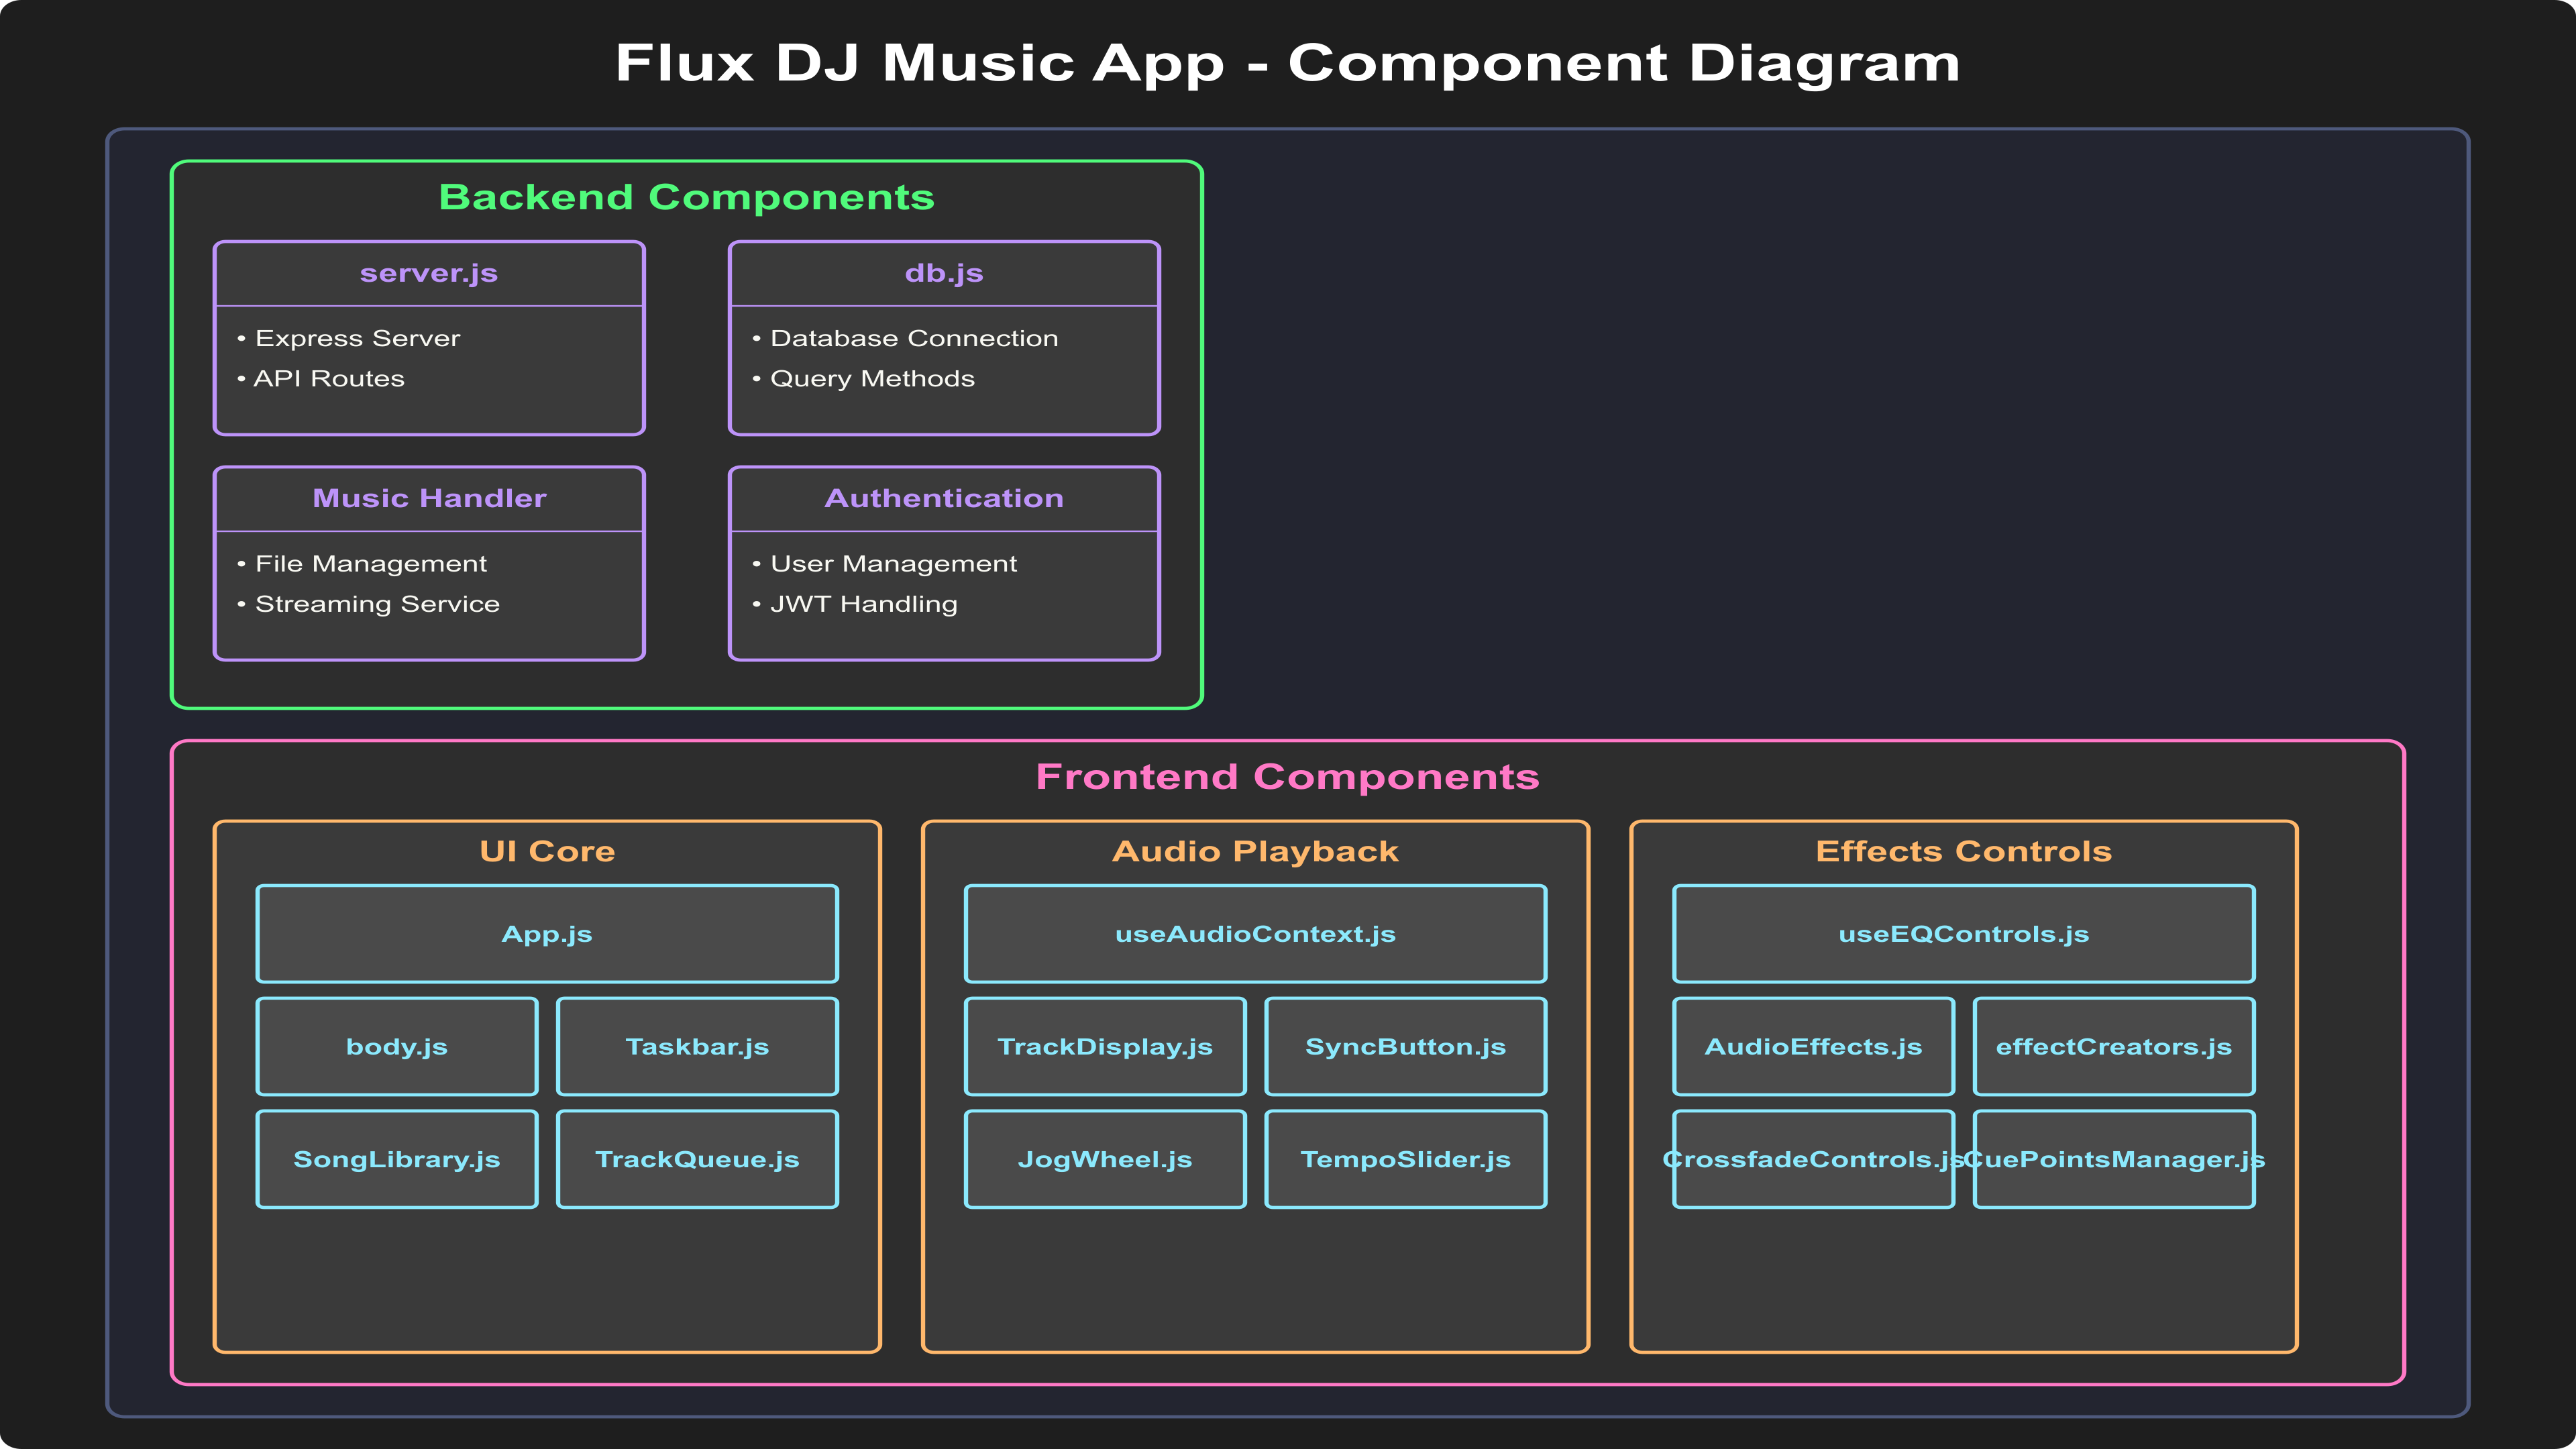 Flux DJ Music App - Component Diagram
Backend Components
server.js
• Express Server
• API Routes
db.js
• Database Connection
• Query Methods
Music Handler
• File Management
• Streaming Service
Authentication
• User Management
• JWT Handling
Frontend Components
UI Core
App.js
body.js
Taskbar.js
SongLibrary.js
TrackQueue.js
Audio Playback
useAudioContext.js
TrackDisplay.js
SyncButton.js
JogWheel.js
TempoSlider.js
Effects Controls
useEQControls.js
AudioEffects.js
effectCreators.js
CrossfadeControls.js
CuePointsManager.js